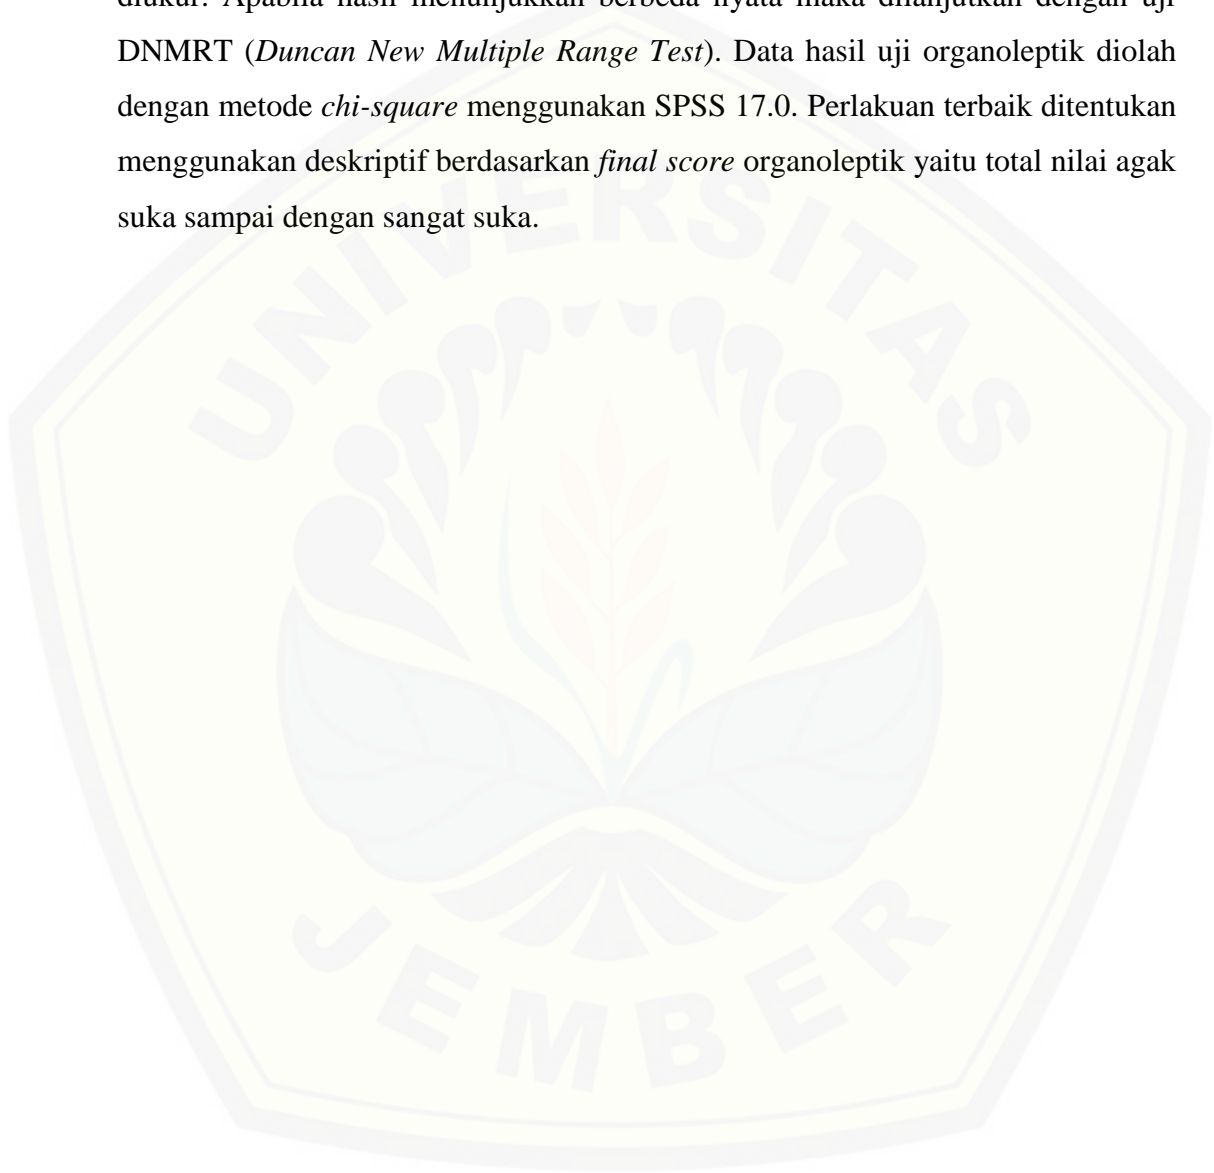 diukur. Apabila hasil menunjukkan berbeda nyata maka dilanjutkan dengan uji
DNMRT (Duncan New Multiple Range Test). Data hasil uji organoleptik diolah
dengan metode chi-square menggunakan SPSS 17.0. Perlakuan terbaik ditentukan
menggunakan deskriptif berdasarkan final score organoleptik yaitu total nilai agak
suka sampai dengan sangat suka.
UNIVERSITAS
JEMBER